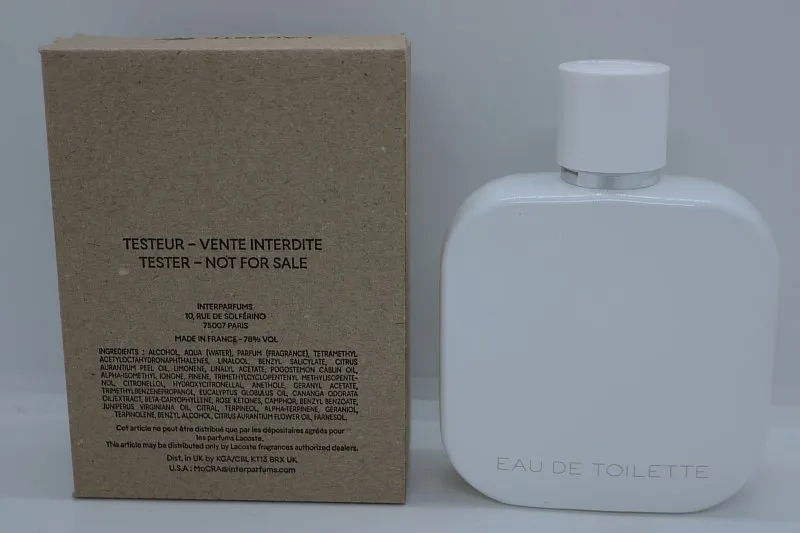 TESTEUR – VENTE INTERDITE
TESTER – NOT FOR SALE
INTERPARFUMS
10, RUE DE SOLFÉRINO
75007 PARIS
MADE IN FRANCE - 78% VOL
INGREDIENTS : ALCOHOL, AQUA (WATER), PARFUM (FRAGRANCE), TETRAMETHYL
ACETYLOCTAHYDRONAPHTHALENES, LINALOOL, BENZYL SALICYLATE, CITRUS
AURANTIUM PEEL OIL, LIMONENE, LINALYL ACETATE, POGOSTEMON CABLIN OIL,
ALPHA-ISOMETHYL IONONE, PINENE, TRIMETHYLCYCLOPENTENYL METHYLISOPENTE-
NOL, CITRONELLOL, HYDROXYCITRONELLAL, ANETHOLE, GERANYL ACETATE,
TRIMETHYLBENZENEPROPANOL, EUCALYPTUS GLOBULUS OIL, CANANGA ODORATA
OIL/EXTRACT, BETA-CARYOPHYLLENE, ROSE KETONES, CAMPHOR, BENZYL BENZOATE,
JUNIPERUS VIRGINIANA OIL, CITRAL, TERPINEOL, ALPHA-TERPINENE, GERANIOL,
TERPINOLENE, BENZYL ALCOHOL, CITRUS AURANTIUM FLOWER OIL, FARNESOL.
Cet article ne peut être distribué que par les dépositaires agréés pour
les parfums Lacoste.
This article may be distributed only by Lacoste fragrances authorized dealers.
Dist. in UK by KGA/CBL KT13 BRX UK
U.S.A : MoCRA@interparfums.com
EAU DE TOILETTE